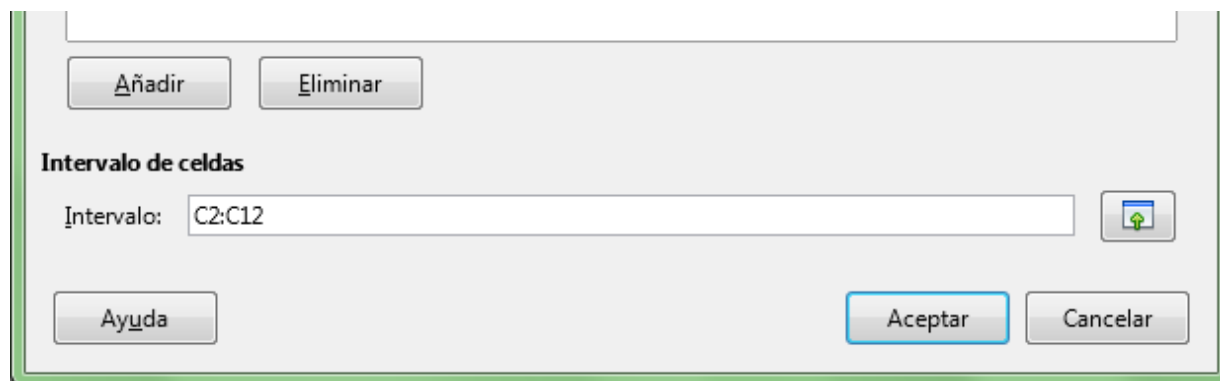 Añadir Eliminar
Intervalo de celdas
Intervalo: C2:C12
Ayuda Aceptar Cancelar